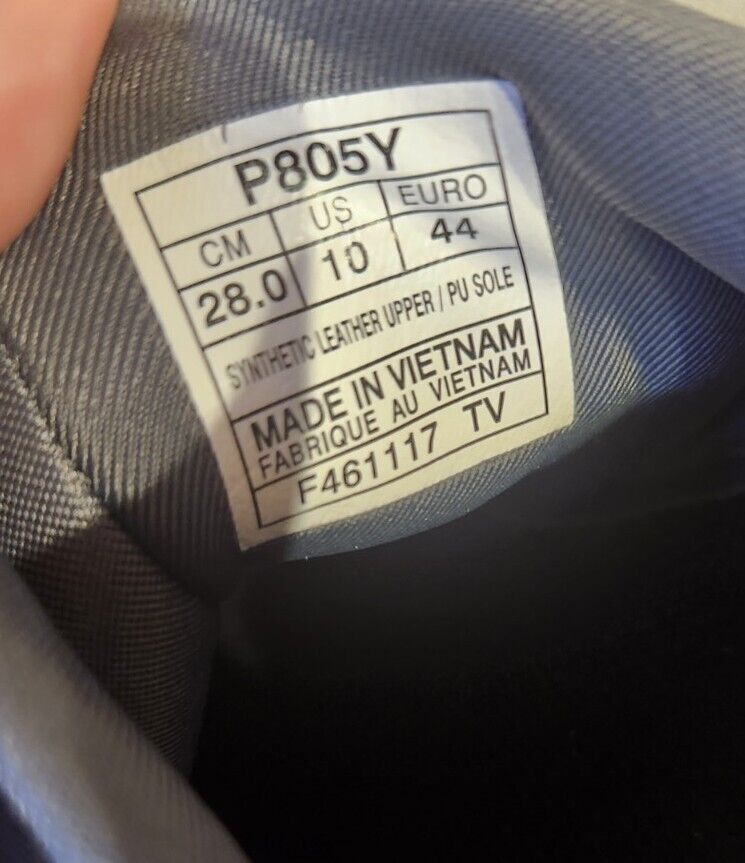 P805Y
CM US EURO
28.0 10 44
SYNTHETIC LEATHER UPPER / PU SOLE
MADE IN VIETNAM
FABRIQUE AU VIETNAM
F461117 TV